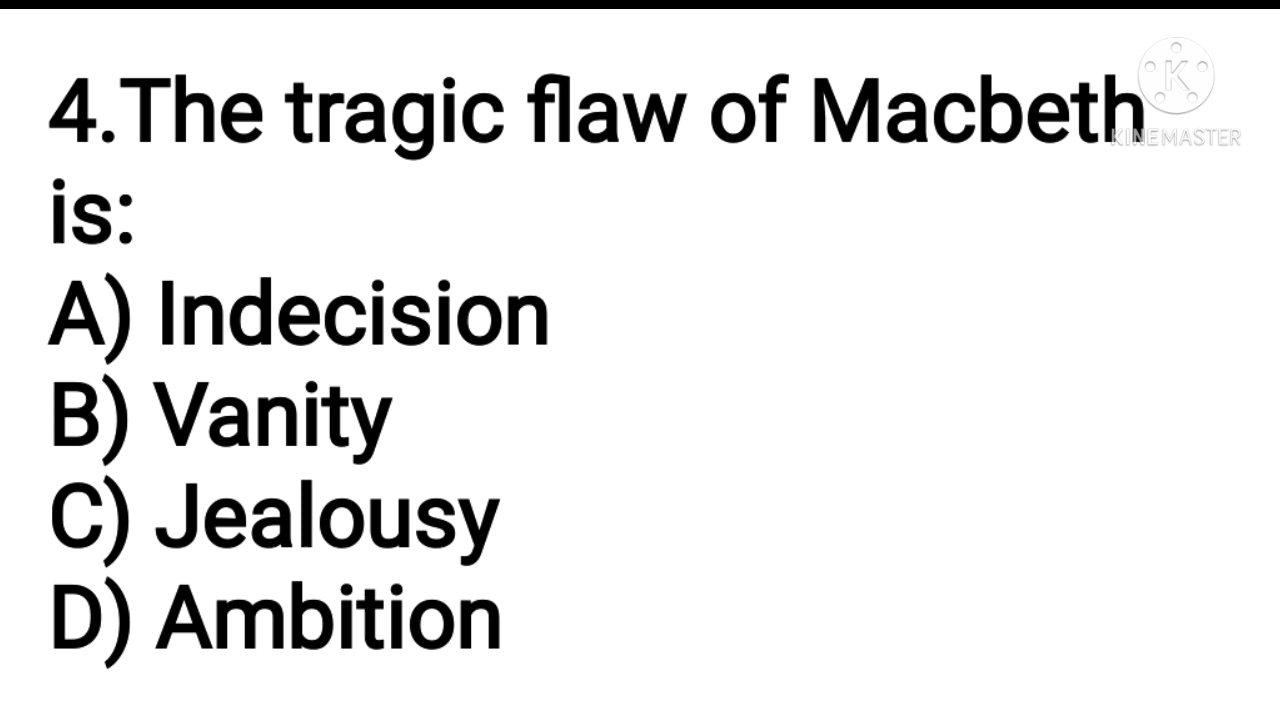 4.The tragic flaw of Macbeth
is:
A) Indecision
B) Vanity
C) Jealousy
D) Ambition
K
KINEMASTER